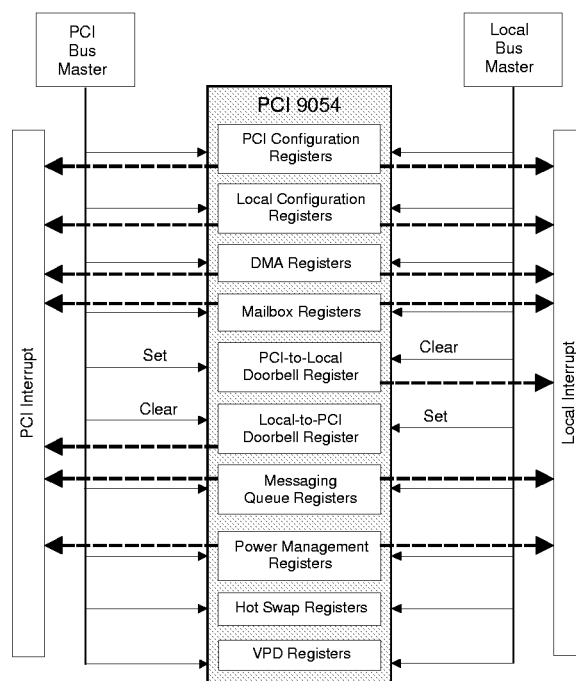 PCI
Bus
Master
Local
Bus
Master
PCI 9054
PCI Configuration
Registers
Local Configuration
Registers
DMA Registers
Mailbox Registers
Set
PCI-to-Local
Doorbell Register
Clear
Clear
Local-to-PCI
Doorbell Register
Set
Messaging
Queue Registers
Power Management
Registers
Hot Swap Registers
VPD Registers
PCI Interrupt
Local Interrupt